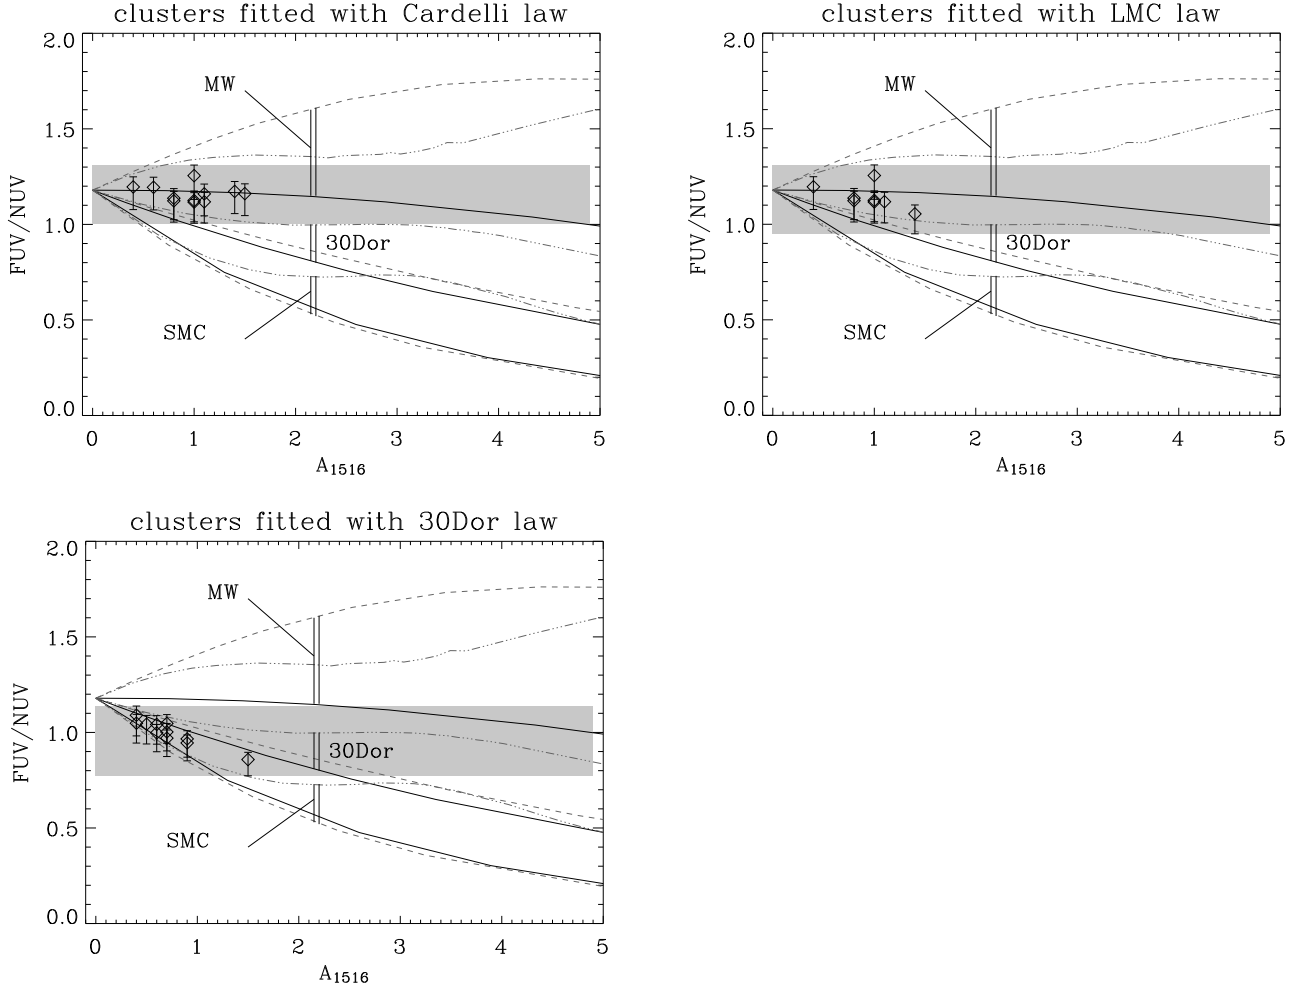 clusters fitted with Cardelli law
2.0
1.5
1.0
0.5
0.0
FUV/NUV
MW
30Dor
SMC
0 1 2 3 4 5
A1516
clusters fitted with LMC law
2.0
1.5
1.0
0.5
0.0
FUV/NUV
MW
30Dor
SMC
0 1 2 3 4 5
A1516
clusters fitted with 30Dor law
2.0
1.5
1.0
0.5
0.0
FUV/NUV
MW
30Dor
SMC
0 1 2 3 4 5
A1516